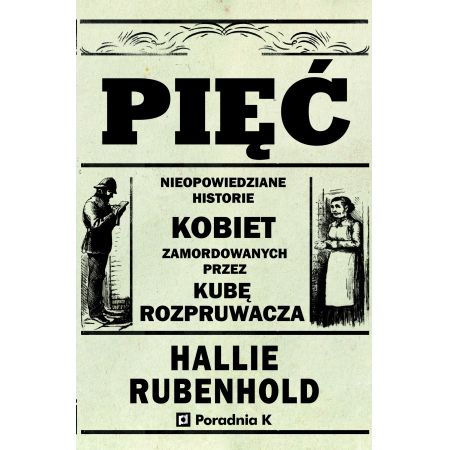 PIĘĆ
NIEOPOWIEDZIANE
HISTORIE
KOBIET
ZAMORDOWANYCH
PRZEZ
KUBĘ
ROZPRUWACZA
HALLIE
RUBENHOLD
Poradnia K